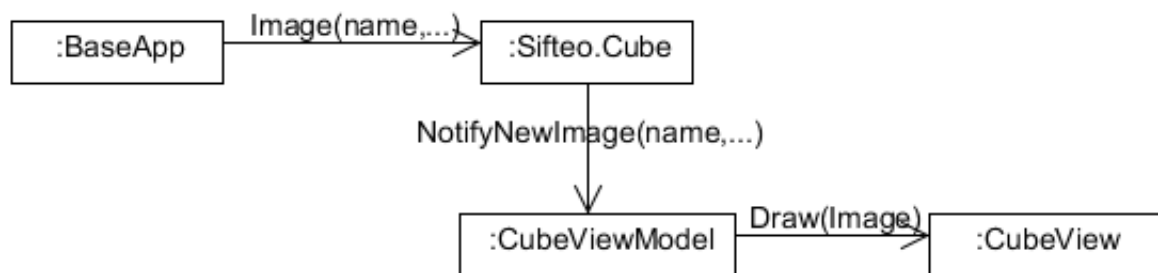 Image(name,...)
:BaseApp
:Sifteo.Cube
NotifyNewImage(name,...)
:CubeViewModel
Draw(Image)
:CubeView